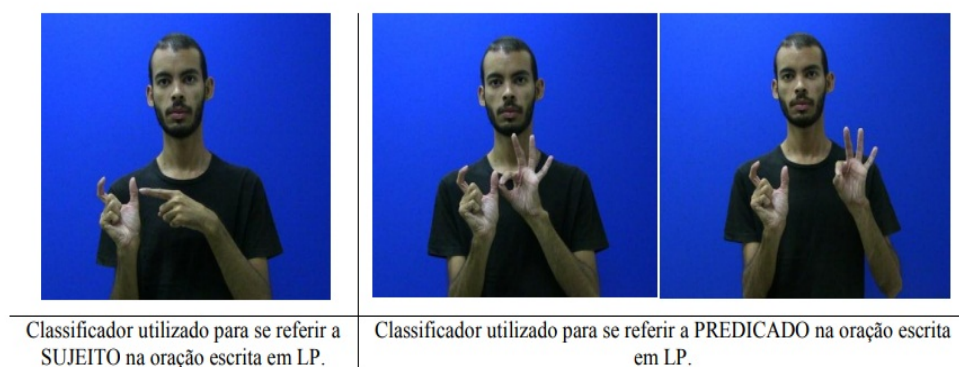 Classificador utilizado para se referir a
SUJEITO na oração escrita em LP.
Classificador utilizado para se referir a PREDICADO na oração escrita
em LP.